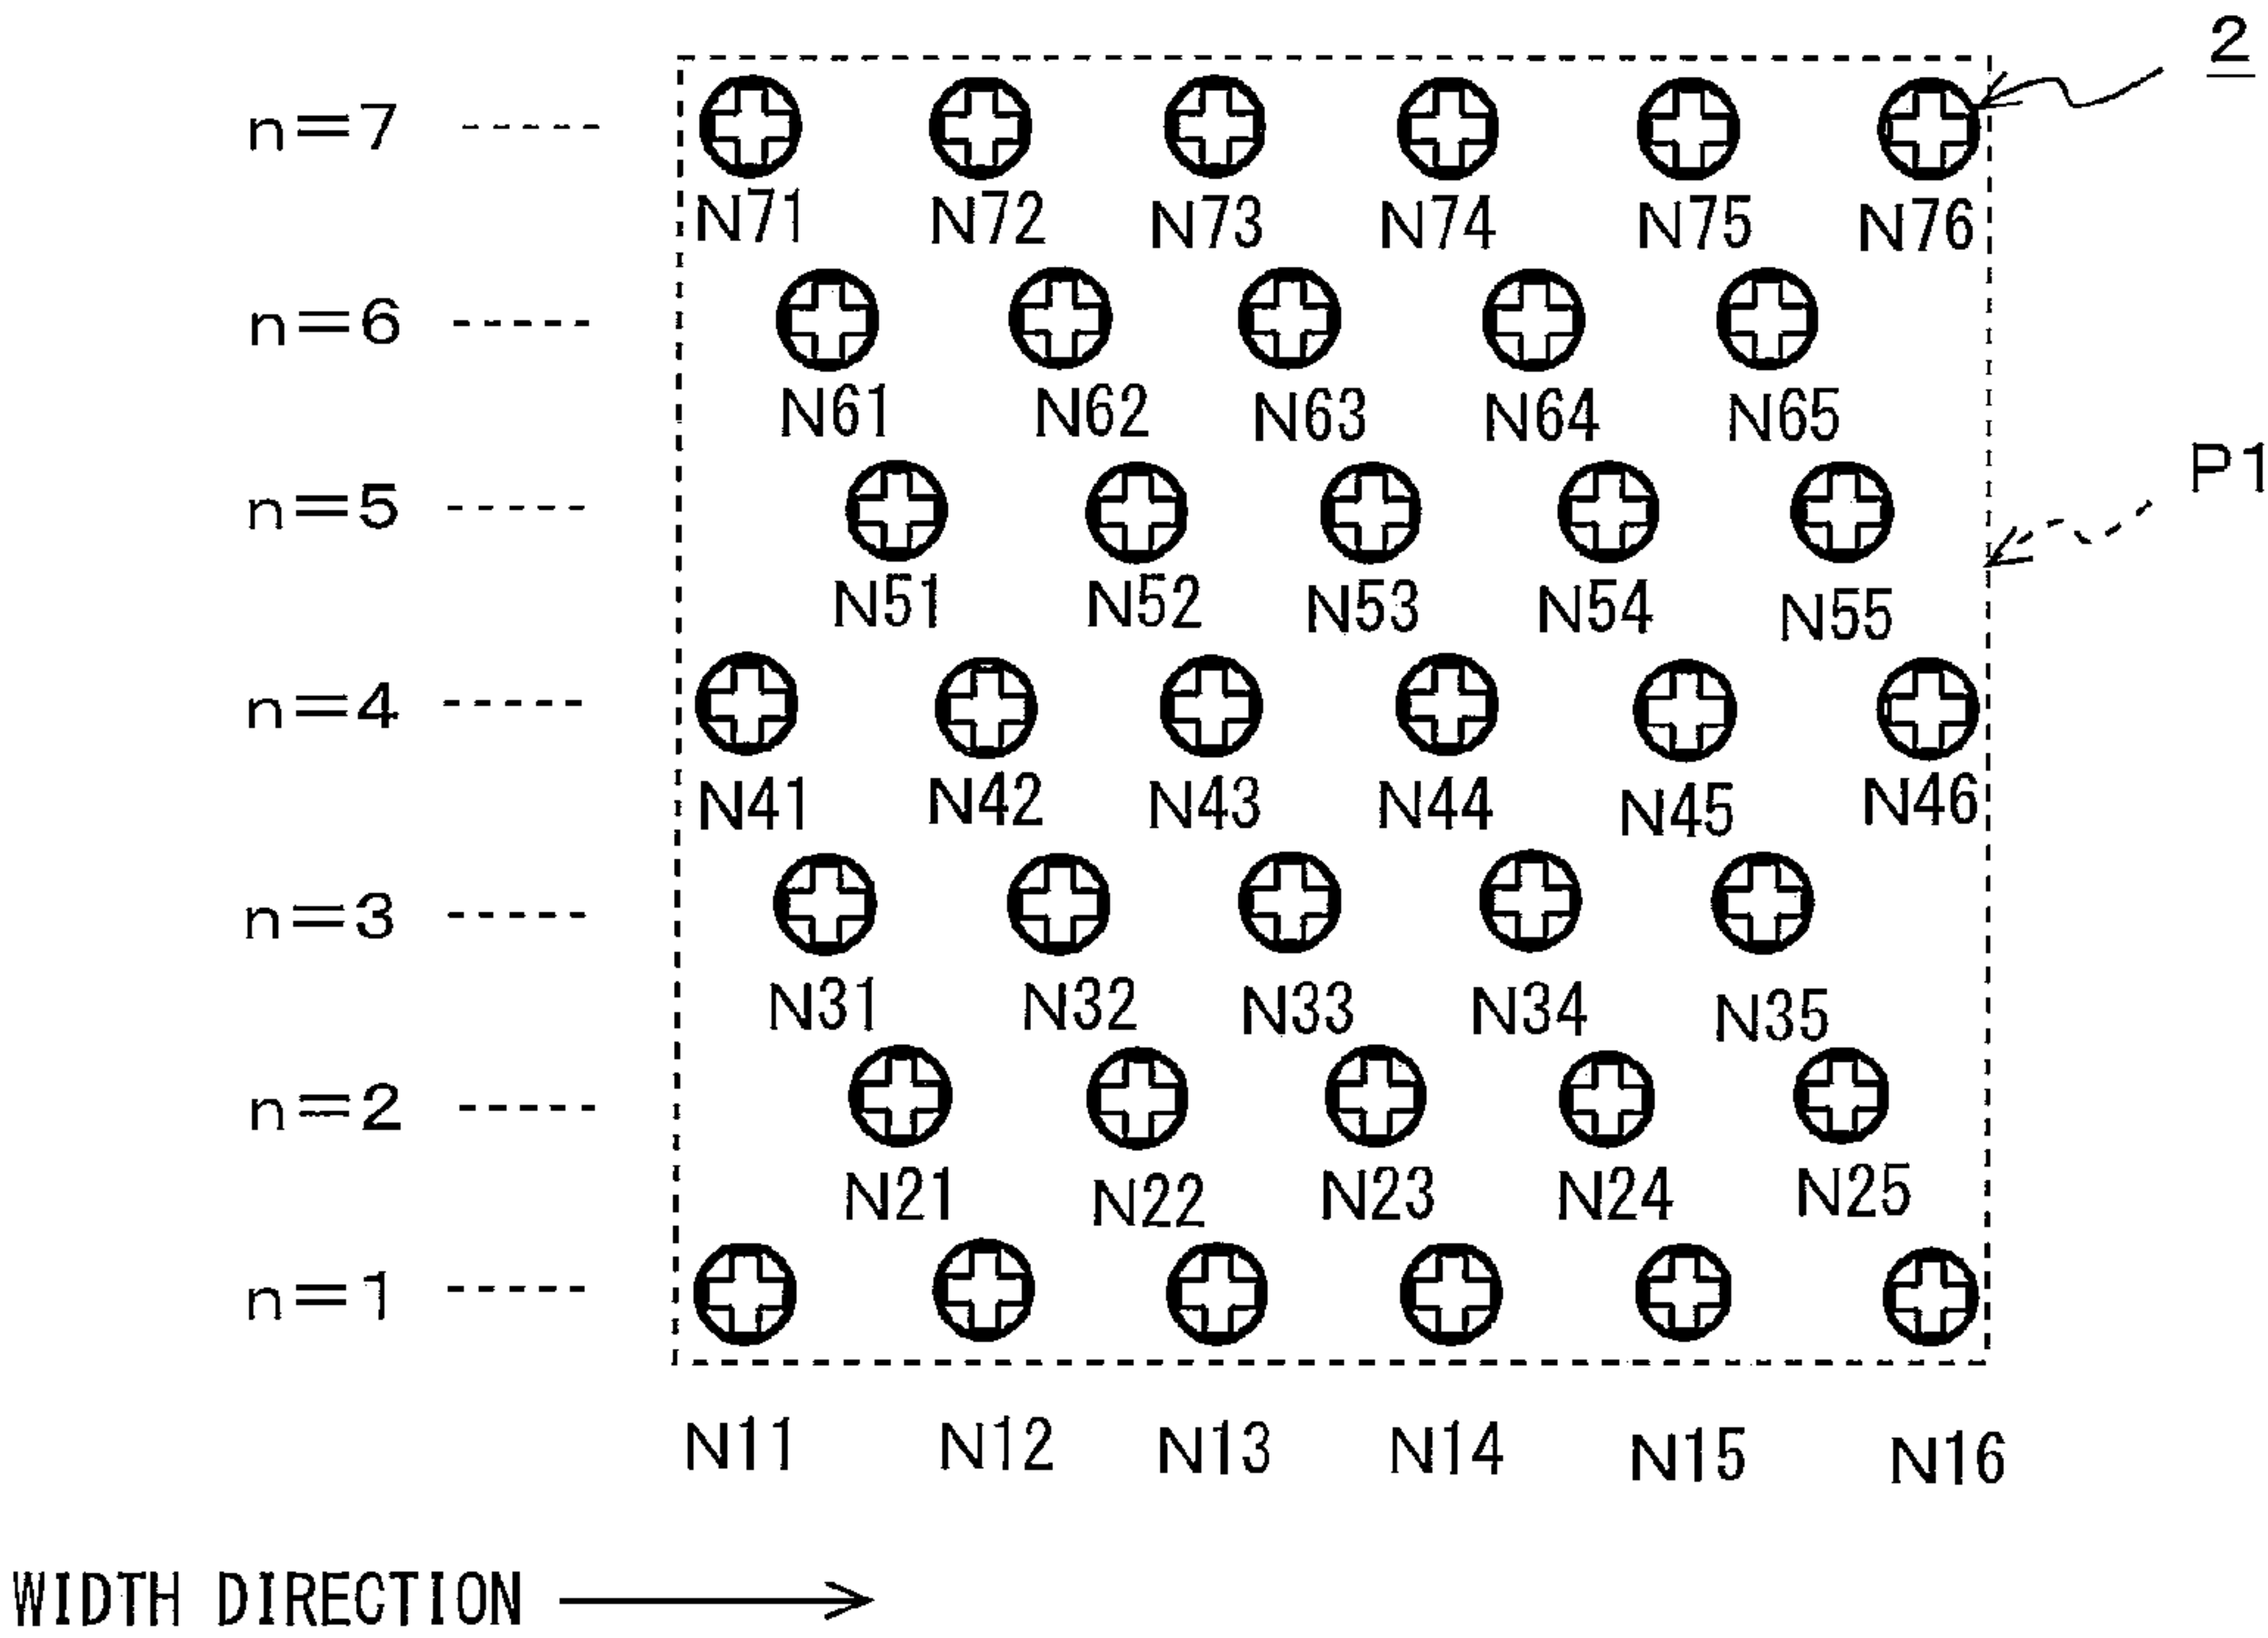 2
n=7
N71 N72 N73 N74 N75 N76
n=6
N61 N62 N63 N64 N65
P1
n=5
N51 N52 N53 N54 N55
n=4
N41 N42 N43 N44 N45 N46
n=3
N31 N32 N33 N34 N35
n=2
N21 N22 N23 N24 N25
n=1
N11 N12 N13 N14 N15 N16
WIDTH DIRECTION